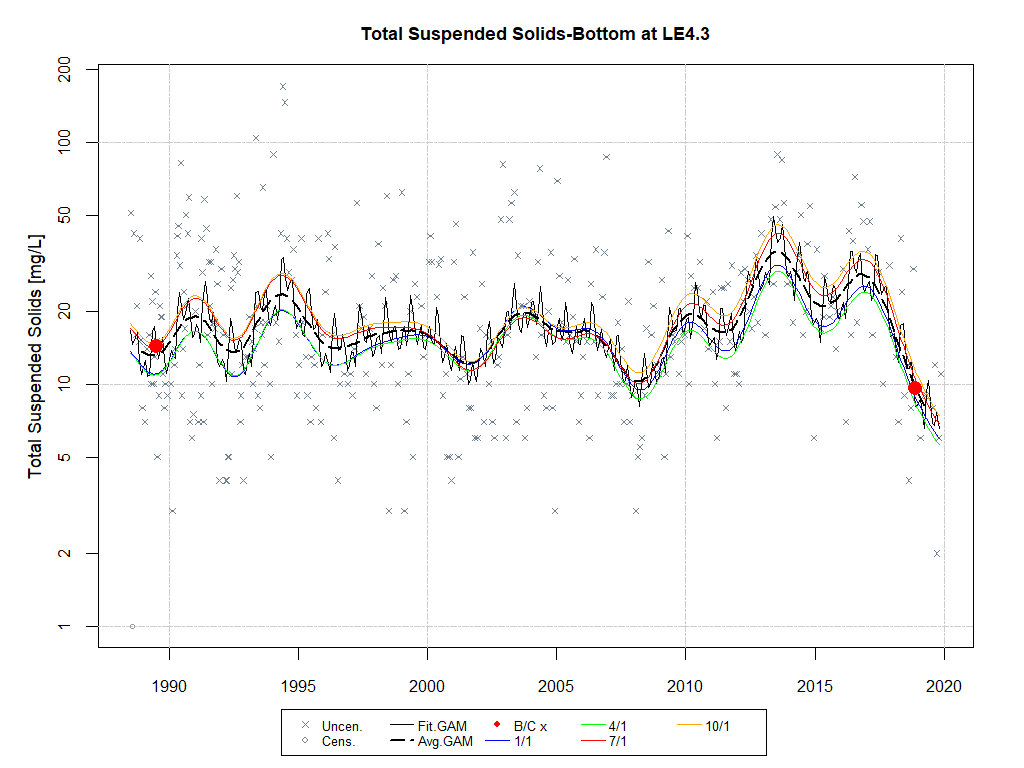 Total Suspended Solids-Bottom at LE4.3
Total Suspended Solids [mg/L]
200
100
50
20
10
5
2
1
1990 1995 2000 2005 2010 2015 2020
Uncen. Fit.GAM B/C x 4/1 10/1
Cens. Avg.GAM 1/1 7/1